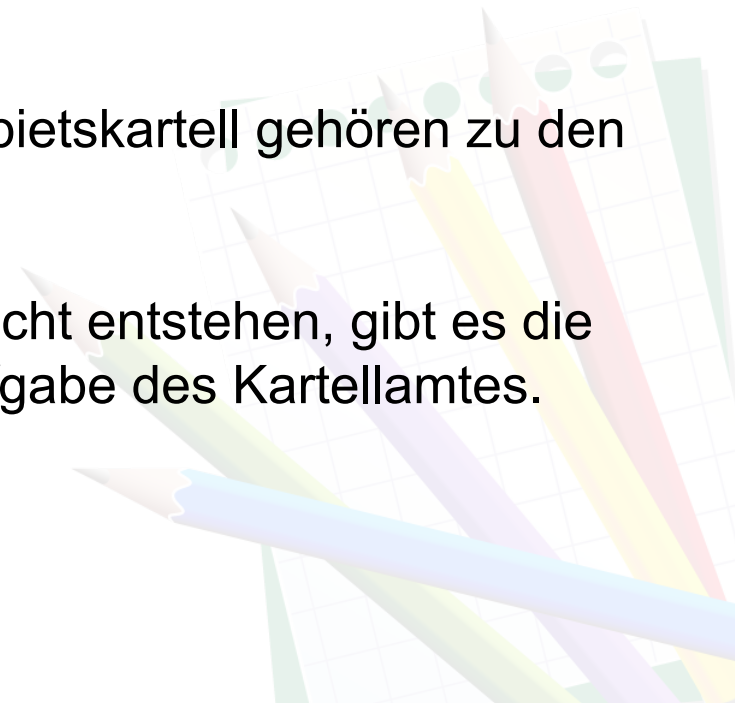 bietskartell gehören zu den
cht entstehen, gibt es die
gabe des Kartellamtes.